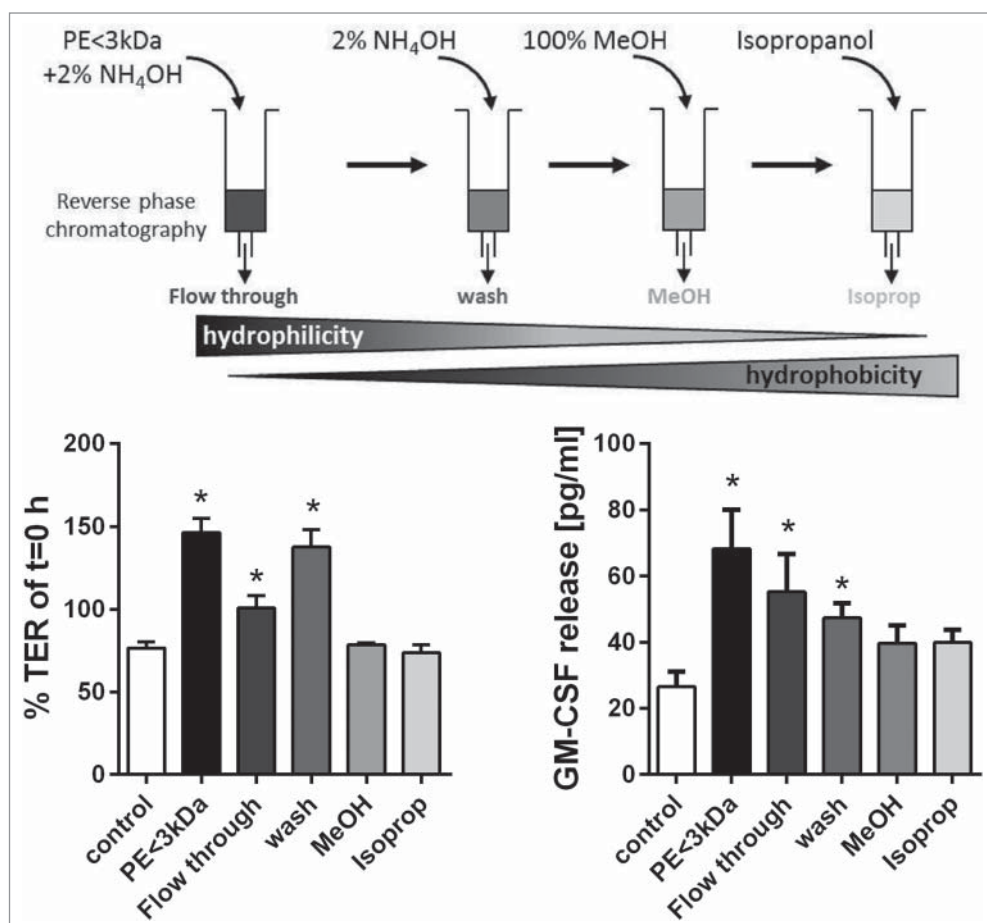 PE<3kDa
+2% NH₄OH
2% NH₄OH
100% MeOH
Isopropanol
Reverse phase
chromatography
Flow through
wash
MeOH
Isoprop
hydrophilicity
hydrophobicity
% TER of t=0 h
200
150
100
50
0
*
*
*
control
PE<3kDa
Flow through
wash
MeOH
Isoprop
GM-CSF release [pg/ml]
100
80
60
40
20
0
*
*
*
control
PE<3kDa
Flow through
wash
MeOH
Isoprop